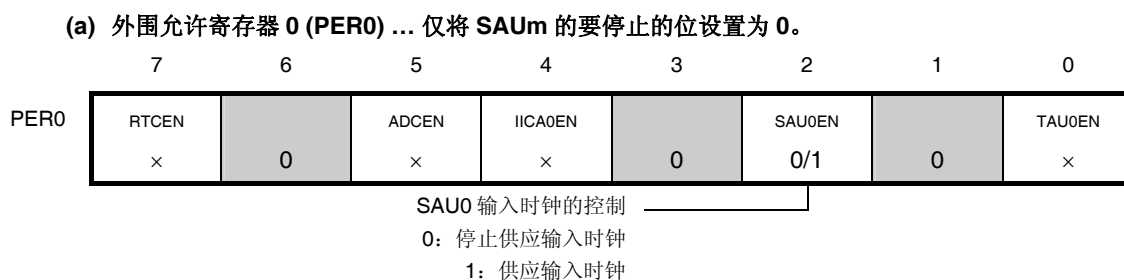 (a) 外围允许寄存器 0 (PER0) … 仅将 SAUm 的要停止的位设置为 0。
7 6 5 4 3 2 1 0
PER0 RTCEN ADCEN IICA0EN SAU0EN TAU0EN
× 0 × × 0 0/1 0 ×
SAU0 输入时钟的控制
0：停止供应输入时钟
1：供应输入时钟